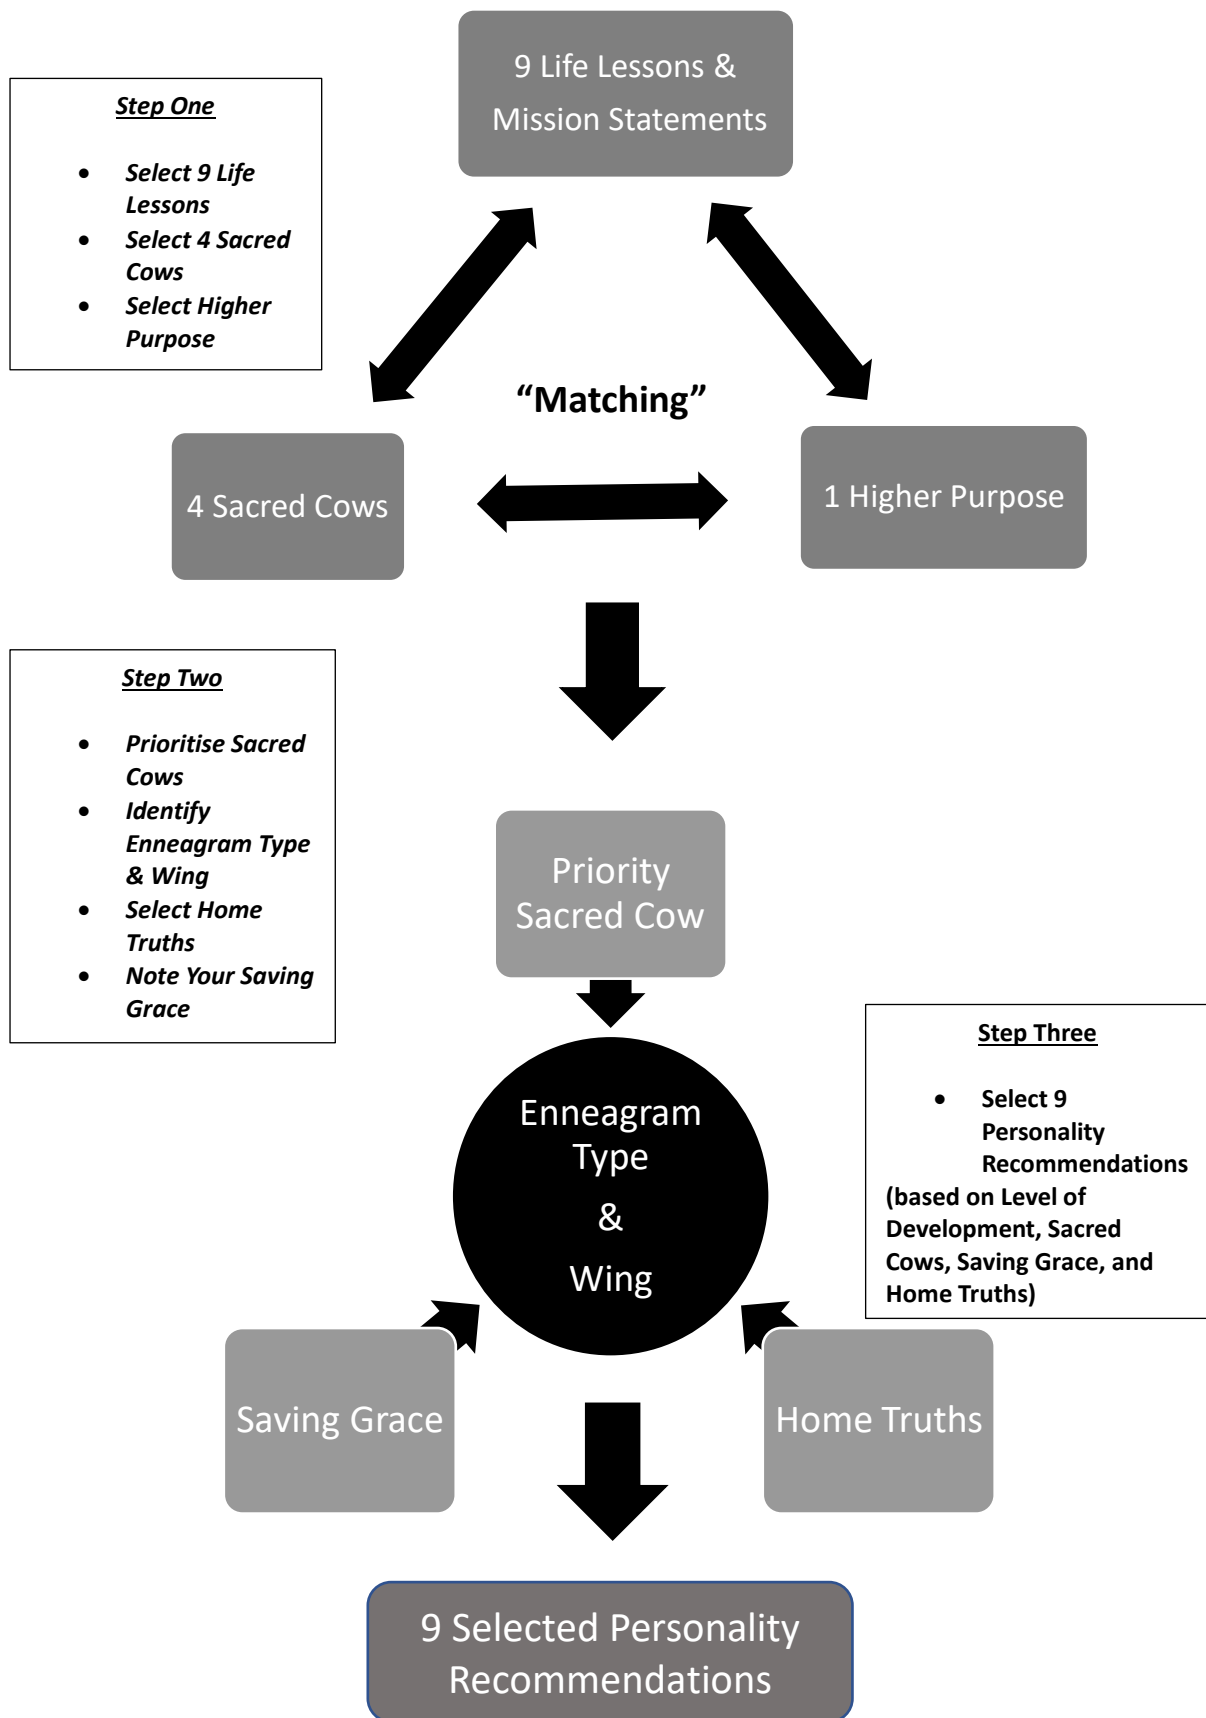 9 Life Lessons &
Mission Statements
Step One
• Select 9 Life
Lessons
• Select 4 Sacred
Cows
• Select Higher
Purpose
“Matching”
4 Sacred Cows
1 Higher Purpose
Step Two
• Prioritise Sacred
Cows
• Identify
Enneagram Type
& Wing
• Select Home
Truths
• Note Your Saving
Grace
Priority
Sacred Cow
Enneagram
Type
&
Wing
Step Three
• Select 9
Personality
Recommendations
(based on Level of
Development, Sacred
Cows, Saving Grace, and
Home Truths)
Saving Grace
Home Truths
9 Selected Personality
Recommendations